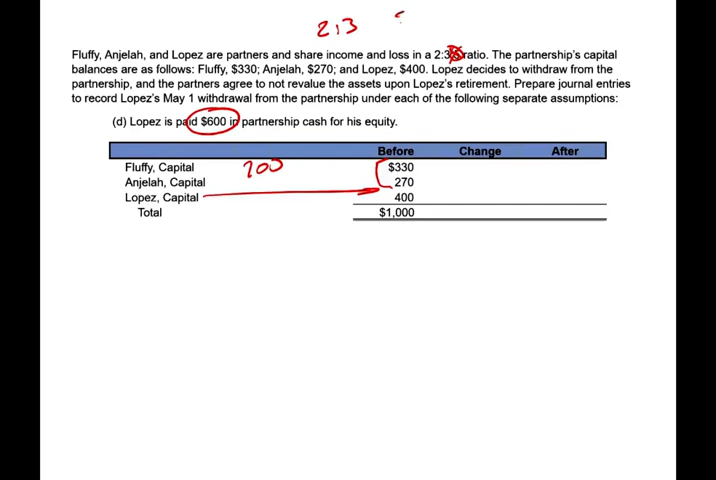 2:3
Fluffy, Anjelah, and Lopez are partners and share income and loss in a 2:3 ratio. The partnership's capital
balances are as follows: Fluffy, $330; Anjelah, $270; and Lopez, $400. Lopez decides to withdraw from the
partnership, and the partners agree to not revalue the assets upon Lopez's retirement. Prepare journal entries
to record Lopez's May 1 withdrawal from the partnership under each of the following separate assumptions:
(d) Lopez is paid $600 in partnership cash for his equity.
Before Change After
Fluffy, Capital 200 $330
Anjelah, Capital 270
Lopez, Capital 400
Total $1,000